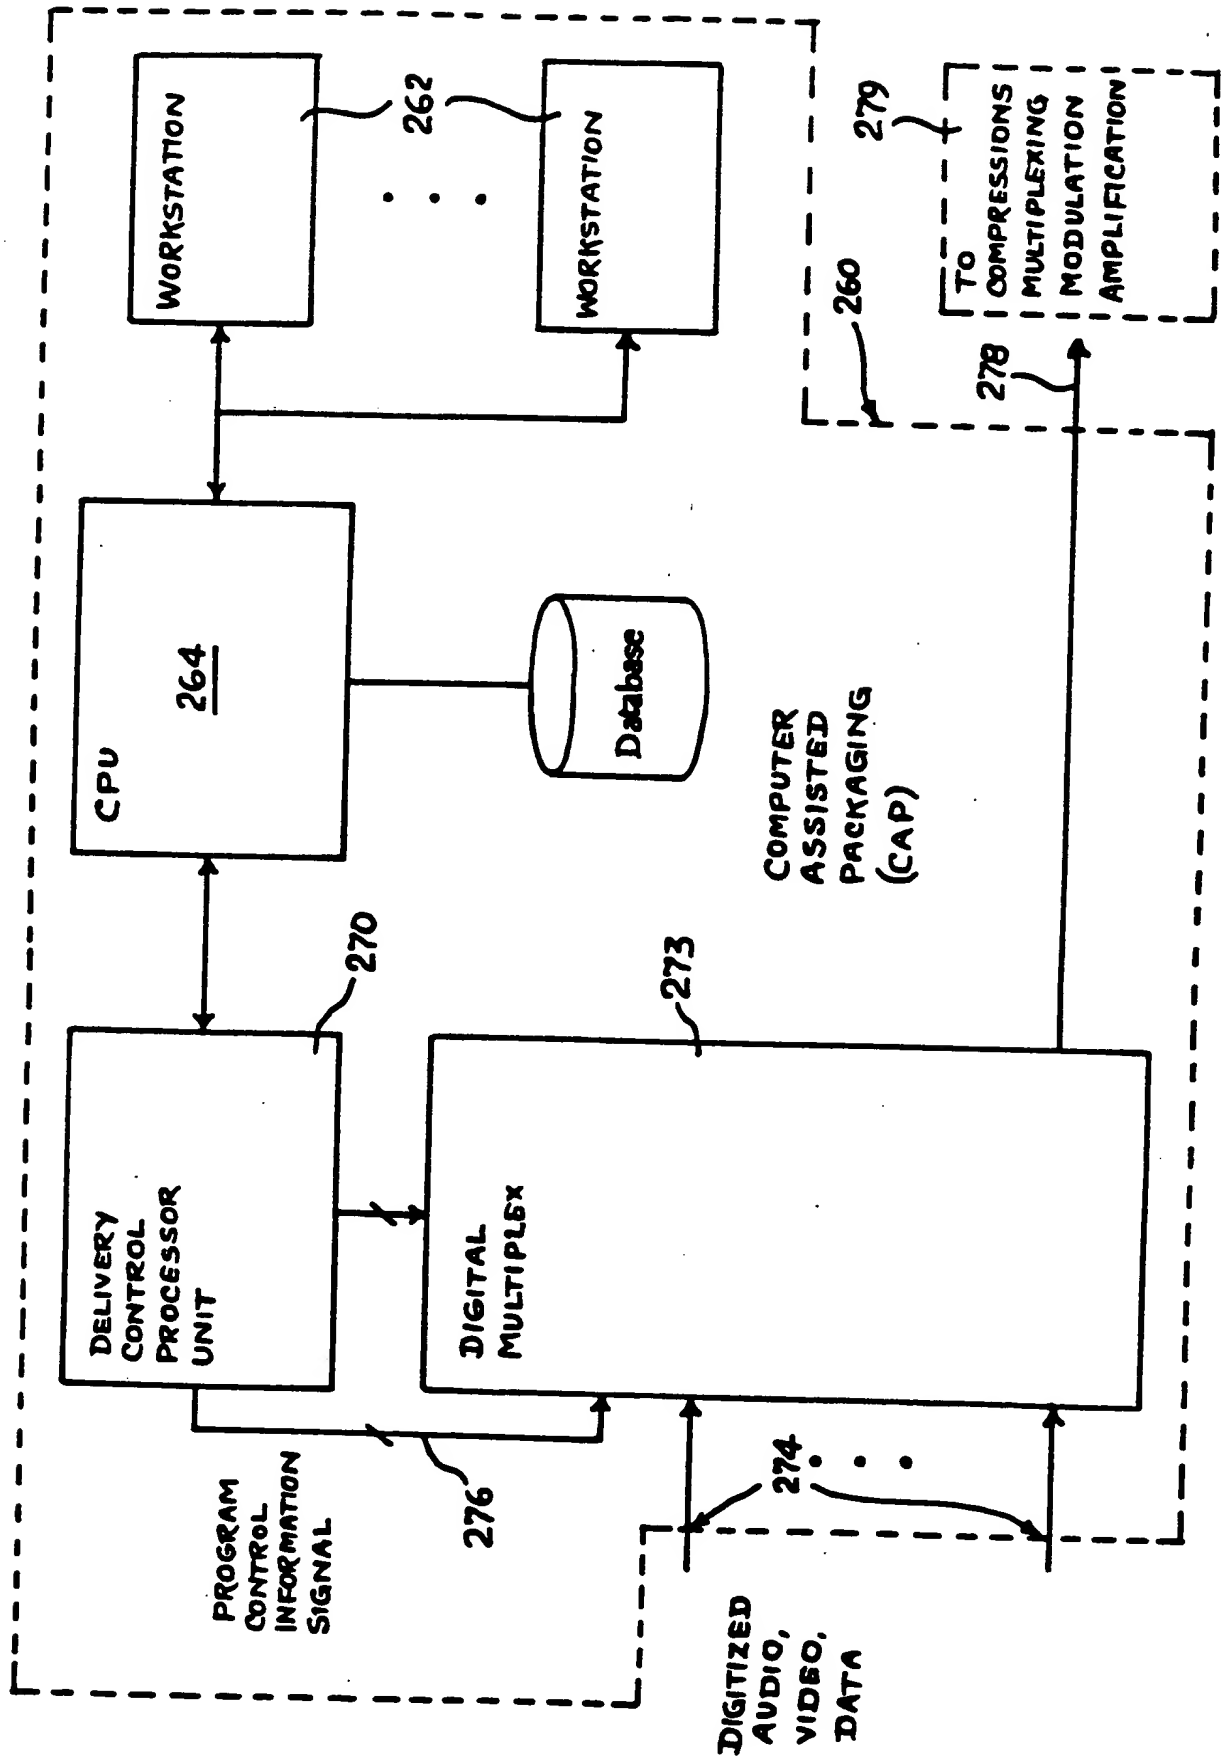 DELIVERY
CONTROL
PROCESSOR
UNIT
270
CPU
264
WORKSTATION
262
WORKSTATION
Database
PROGRAM
CONTROL
INFORMATION
SIGNAL
276
DIGITAL
MULTIPLEX
273
COMPUTER
ASSISTED
PACKAGING
(CAP)
260
DIGITIZED
AUDIO,
VIDEO,
DATA
274
278
279
TO
COMPRESSIONS
MULTIPLEXING
MODULATION
AMPLIFICATION